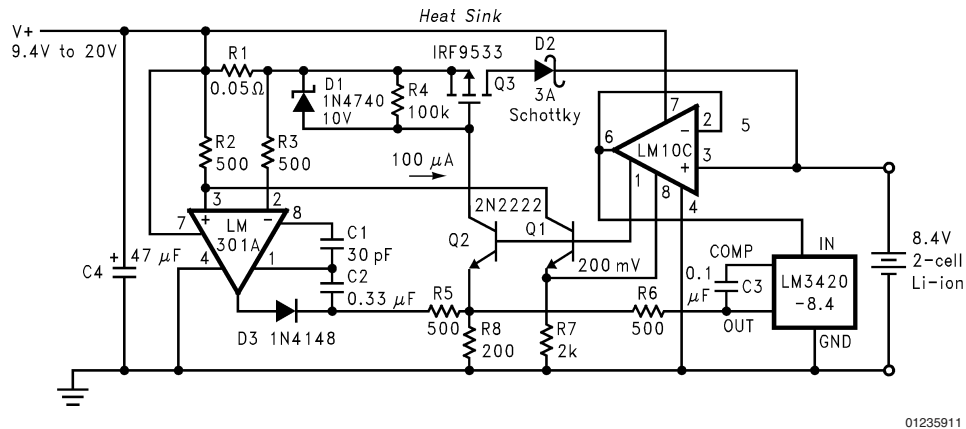 Heat Sink
V+
9.4V to 20V
R1
0.05Ω
D1
1N4740
10V
R4
100k
IRF9533
Q3
D2
3A
Schottky
R2
500
R3
500
100 μA
6
7
2
5
LM10C
−
+
3
1
8
4
3
2
+
−
7
LM
301A
8
4
1
C1
30 pF
C2
0.33 μF
2N2222
Q2
Q1
200 mV
+
47 μF
C4
D3 1N4148
R5
500
R8
200
R7
2k
R6
500
COMP
0.1
μF
C3
OUT
IN
LM3420
-8.4
GND
8.4V
2-cell
Li-ion
01235911